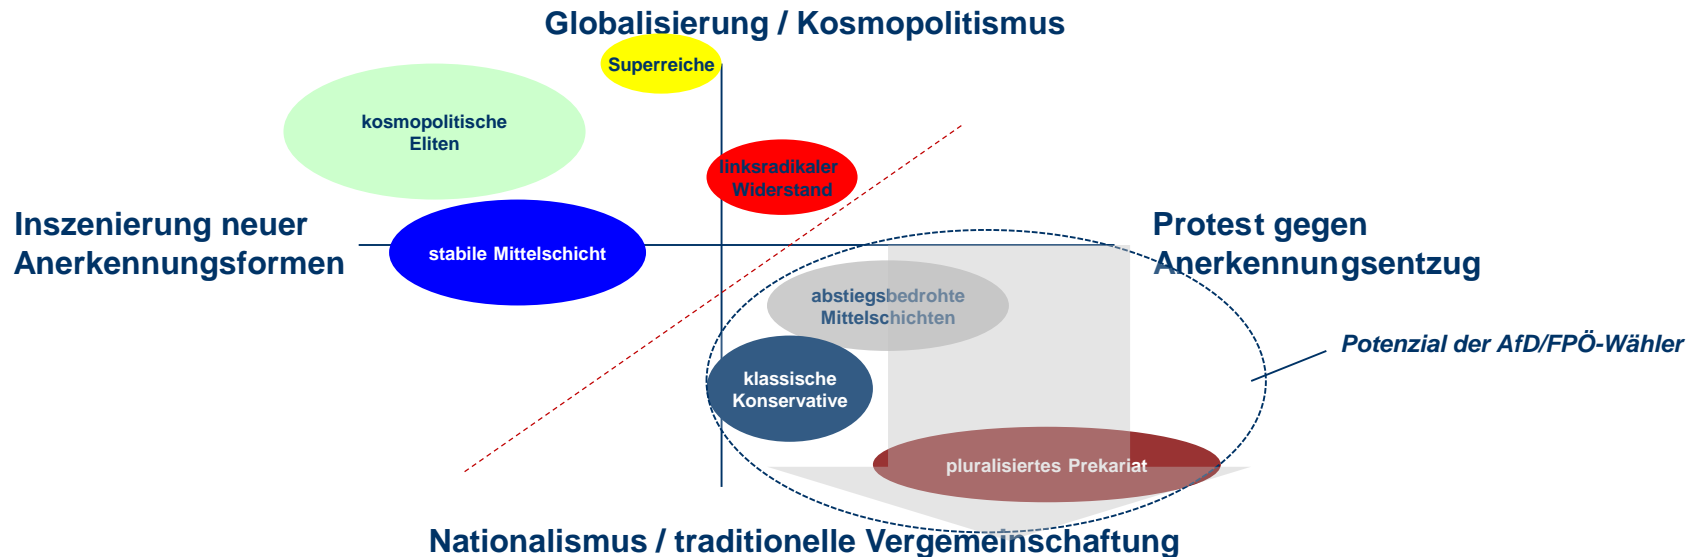 Globalisierung / Kosmopolitismus
Superreiche
kosmopolitische
Eliten
linksradikaler
Widerstand
Inszenierung neuer
Anerkennungsformen
stabile Mittelschicht
Protest gegen
Anerkennungsentzug
abstiegsbedrohte
Mittelschichten
Potenzial der AfD/FPÖ-Wähler
klassische
Konservative
pluralisiertes Prekariat
Nationalismus / traditionelle Vergemeinschaftung